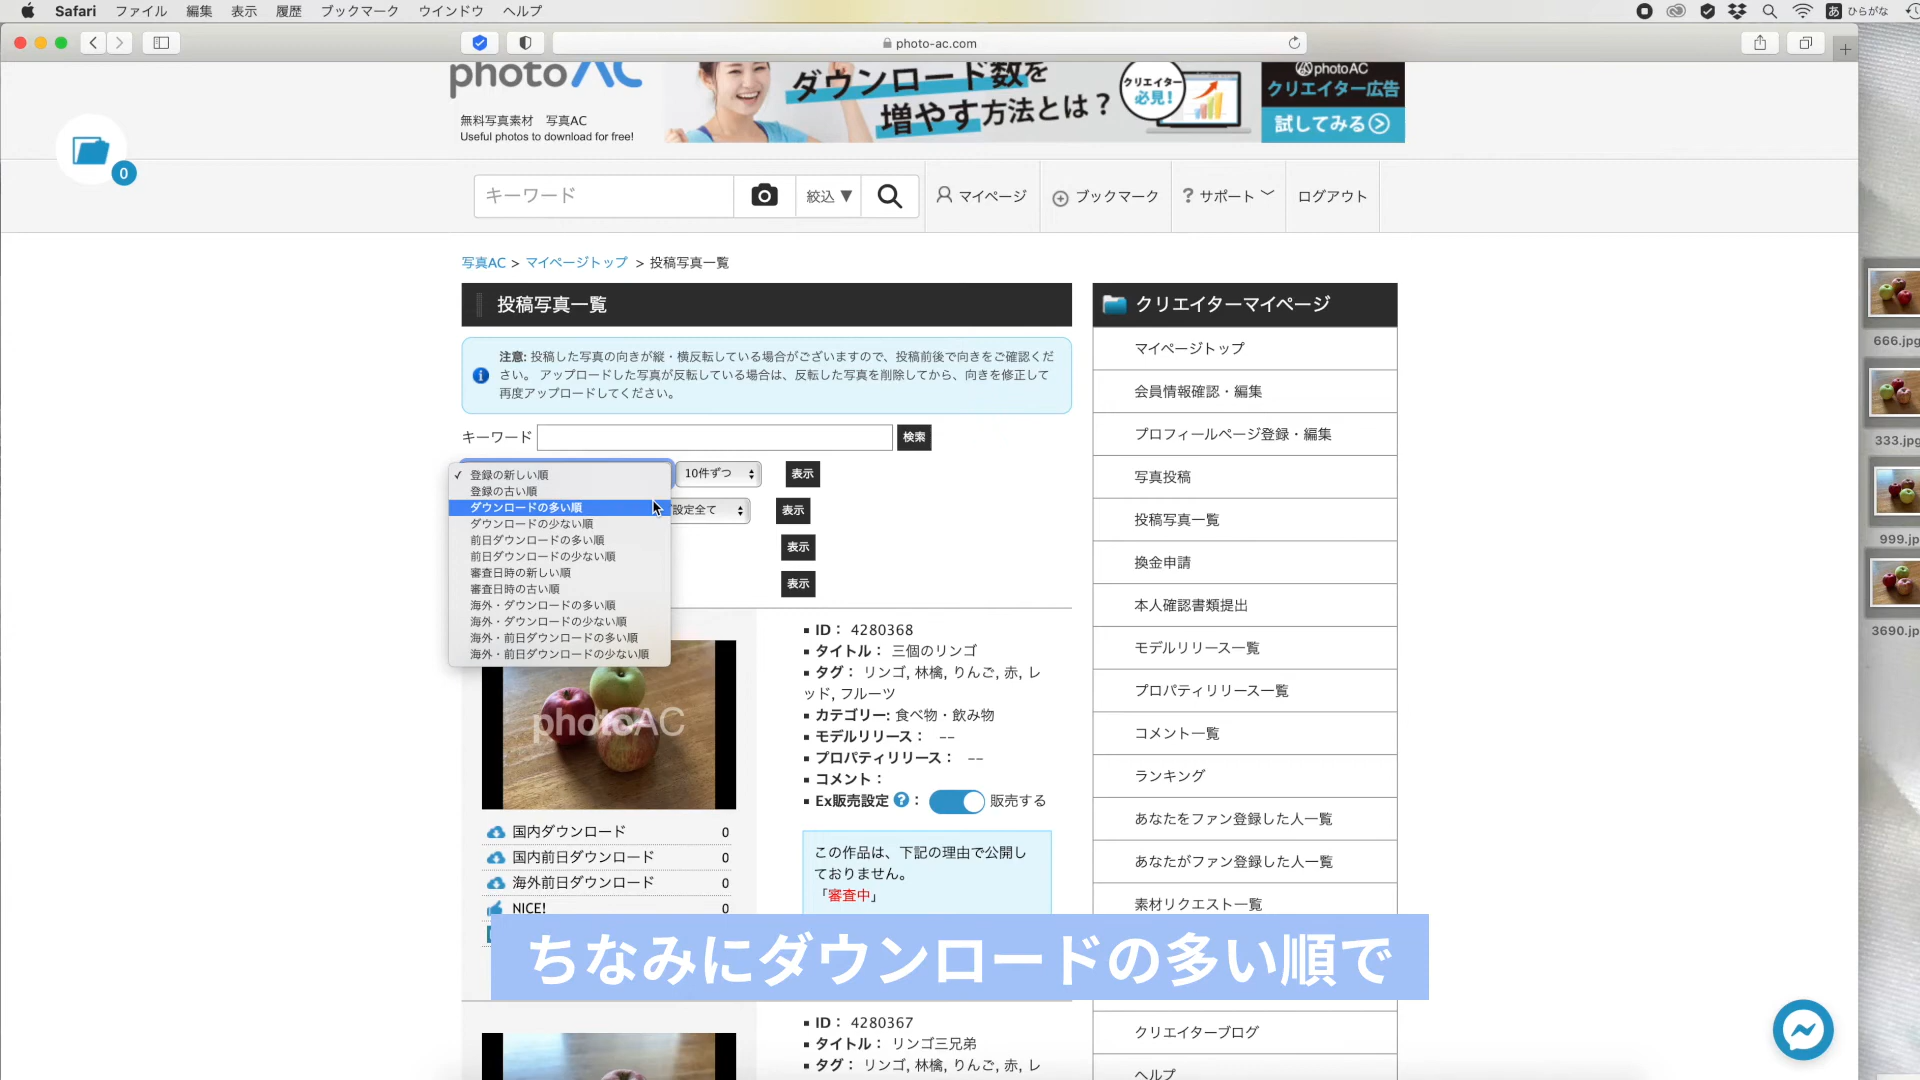 Safari ファイル 編集 表示 履歴 ブックマーク ウインドウ ヘルプ
あ ひらがな
photo-ac.com
photoAC
無料写真素材 写真AC
Useful photos to download for free!
ダウンロード数を
増やす方法とは？
クリエイター
必見！
photoAC
クリエイター広告
試してみる
0
キーワード
絞込 ▼
マイページ
ブックマーク
? サポート
ログアウト
写真AC > マイページトップ > 投稿写真一覧
投稿写真一覧
注意: 投稿した写真の向きが縦・横反転している場合がございますので、投稿前後で向きをご確認くだ
さい。 アップロードした写真が反転している場合は、反転した写真を削除してから、向きを修正して
再度アップロードしてください。
キーワード
検索
✓ 登録の新しい順
登録の古い順
ダウンロードの多い順
ダウンロードの少ない順
前日ダウンロードの多い順
前日ダウンロードの少ない順
審査日時の新しい順
審査日時の古い順
海外・ダウンロードの多い順
海外・ダウンロードの少ない順
海外・前日ダウンロードの多い順
海外・前日ダウンロードの少ない順
10件ずつ
表示
設定全て
表示
表示
表示
photoAC
国内ダウンロード 0
国内前日ダウンロード 0
海外前日ダウンロード 0
NICE! 0
ID： 4280368
タイトル： 三個のリンゴ
タグ： リンゴ, 林檎, りんご, 赤, レ
ッド, フルーツ
カテゴリー: 食べ物・飲み物
モデルリリース： --
プロパティリリース： --
コメント：
Ex販売設定 ?： 販売する
この作品は、下記の理由で公開し
ておりません。
「審査中」
ID： 4280367
タイトル： リンゴ三兄弟
タグ： リンゴ, 林檎, りんご, 赤, レ
クリエイターマイページ
マイページトップ
会員情報確認・編集
プロフィールページ登録・編集
写真投稿
投稿写真一覧
換金申請
本人確認書類提出
モデルリリース一覧
プロパティリリース一覧
コメント一覧
ランキング
あなたをファン登録した人一覧
あなたがファン登録した人一覧
素材リクエスト一覧
クリエイターブログ
ヘルプ
666.jpg
333.jpg
999.jp
3690.jp
ちなみにダウンロードの多い順で